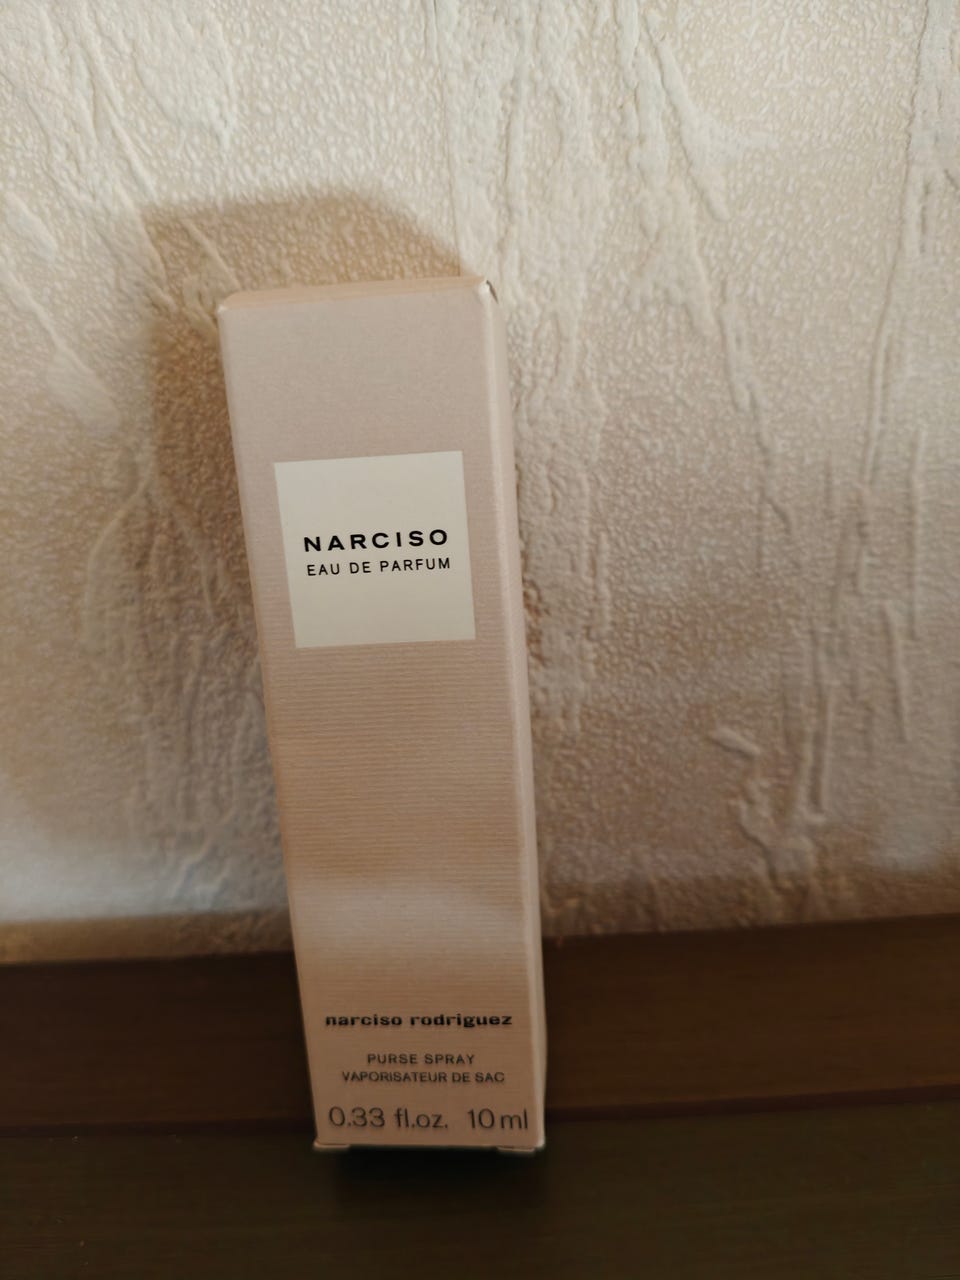 NARCISO
EAU DE PARFUM
narciso rodriguez
PURSE SPRAY
VAPORISATEUR DE SAC
0.33 fl.oz. 10 ml